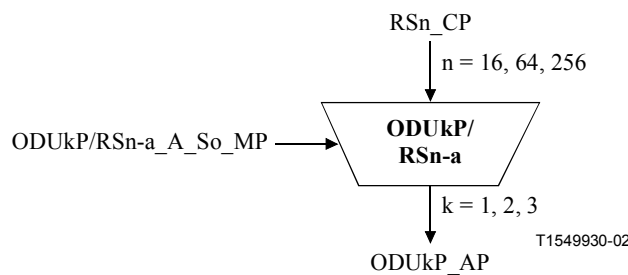 RSn_CP
n = 16, 64, 256
ODUkP/RSn-a_A_So_MP
ODUkP/
RSn-a
k = 1, 2, 3
T1549930-02
ODUkP_AP